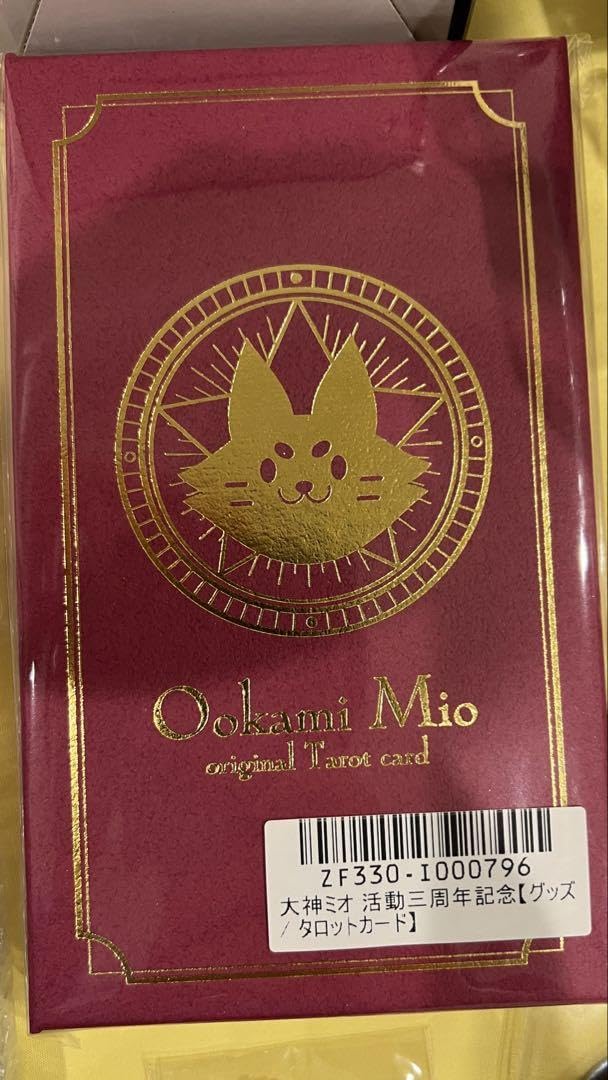 Ookami Mio
original Tarot card
ZF330-I000796
大神ミオ 活動三周年記念【グッズ
/ タロットカード】